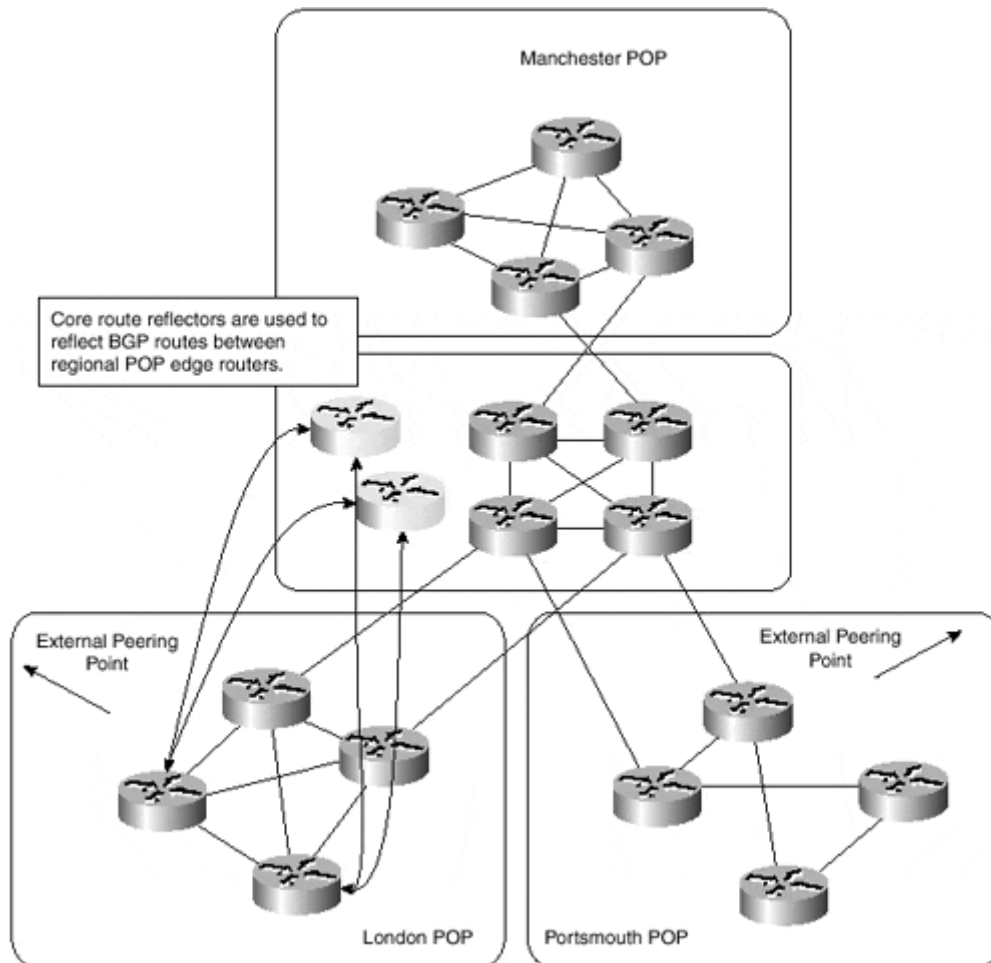 Manchester POP
Core route reflectors are used to
reflect BGP routes between
regional POP edge routers.
External Peering
Point
External Peering
Point
London POP
Portsmouth POP